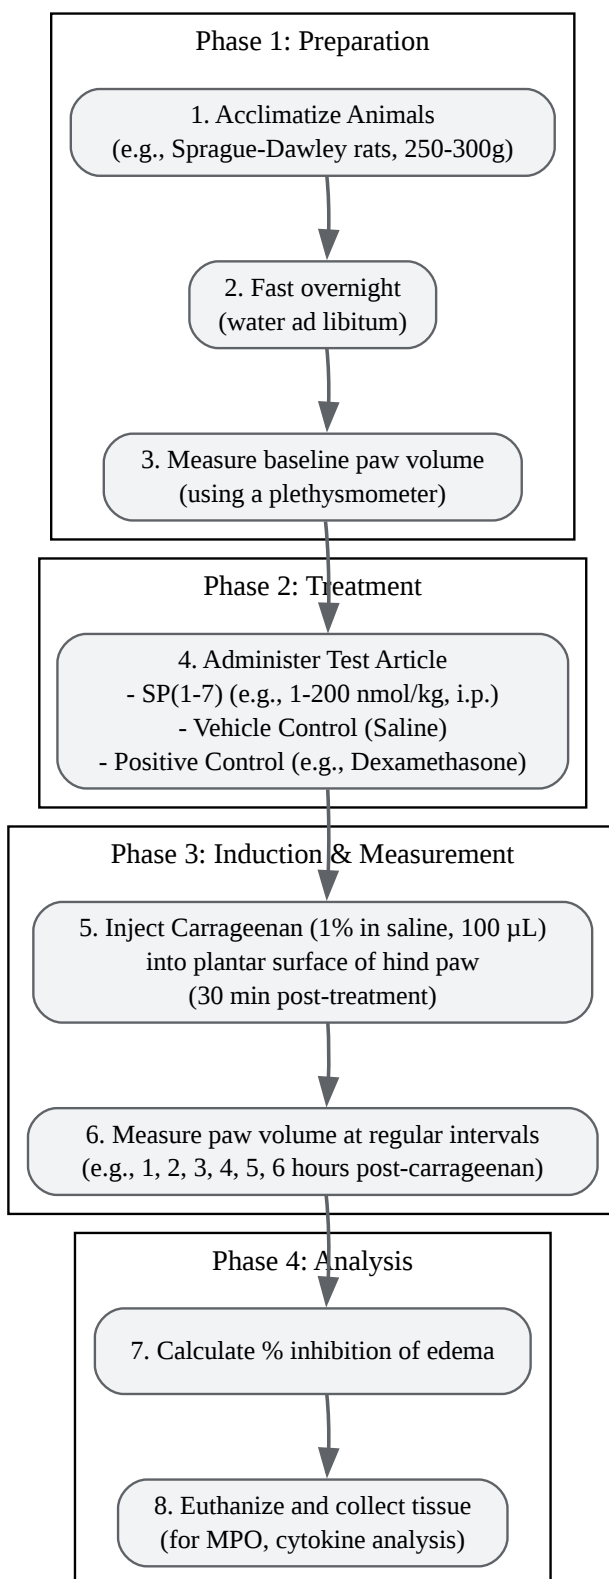 Phase 1: Preparation
1. Acclimatize Animals
(e.g., Sprague-Dawley rats, 250-300g)
2. Fast overnight
(water ad libitum)
3. Measure baseline paw volume
(using a plethysmometer)
Phase 2: Treatment
4. Administer Test Article
- SP(1-7) (e.g., 1-200 nmol/kg, i.p.)
- Vehicle Control (Saline)
- Positive Control (e.g., Dexamethasone)
Phase 3: Induction & Measurement
5. Inject Carrageenan (1% in saline, 100 µL)
into plantar surface of hind paw
(30 min post-treatment)
6. Measure paw volume at regular intervals
(e.g., 1, 2, 3, 4, 5, 6 hours post-carrageenan)
Phase 4: Analysis
7. Calculate % inhibition of edema
8. Euthanize and collect tissue
(for MPO, cytokine analysis)